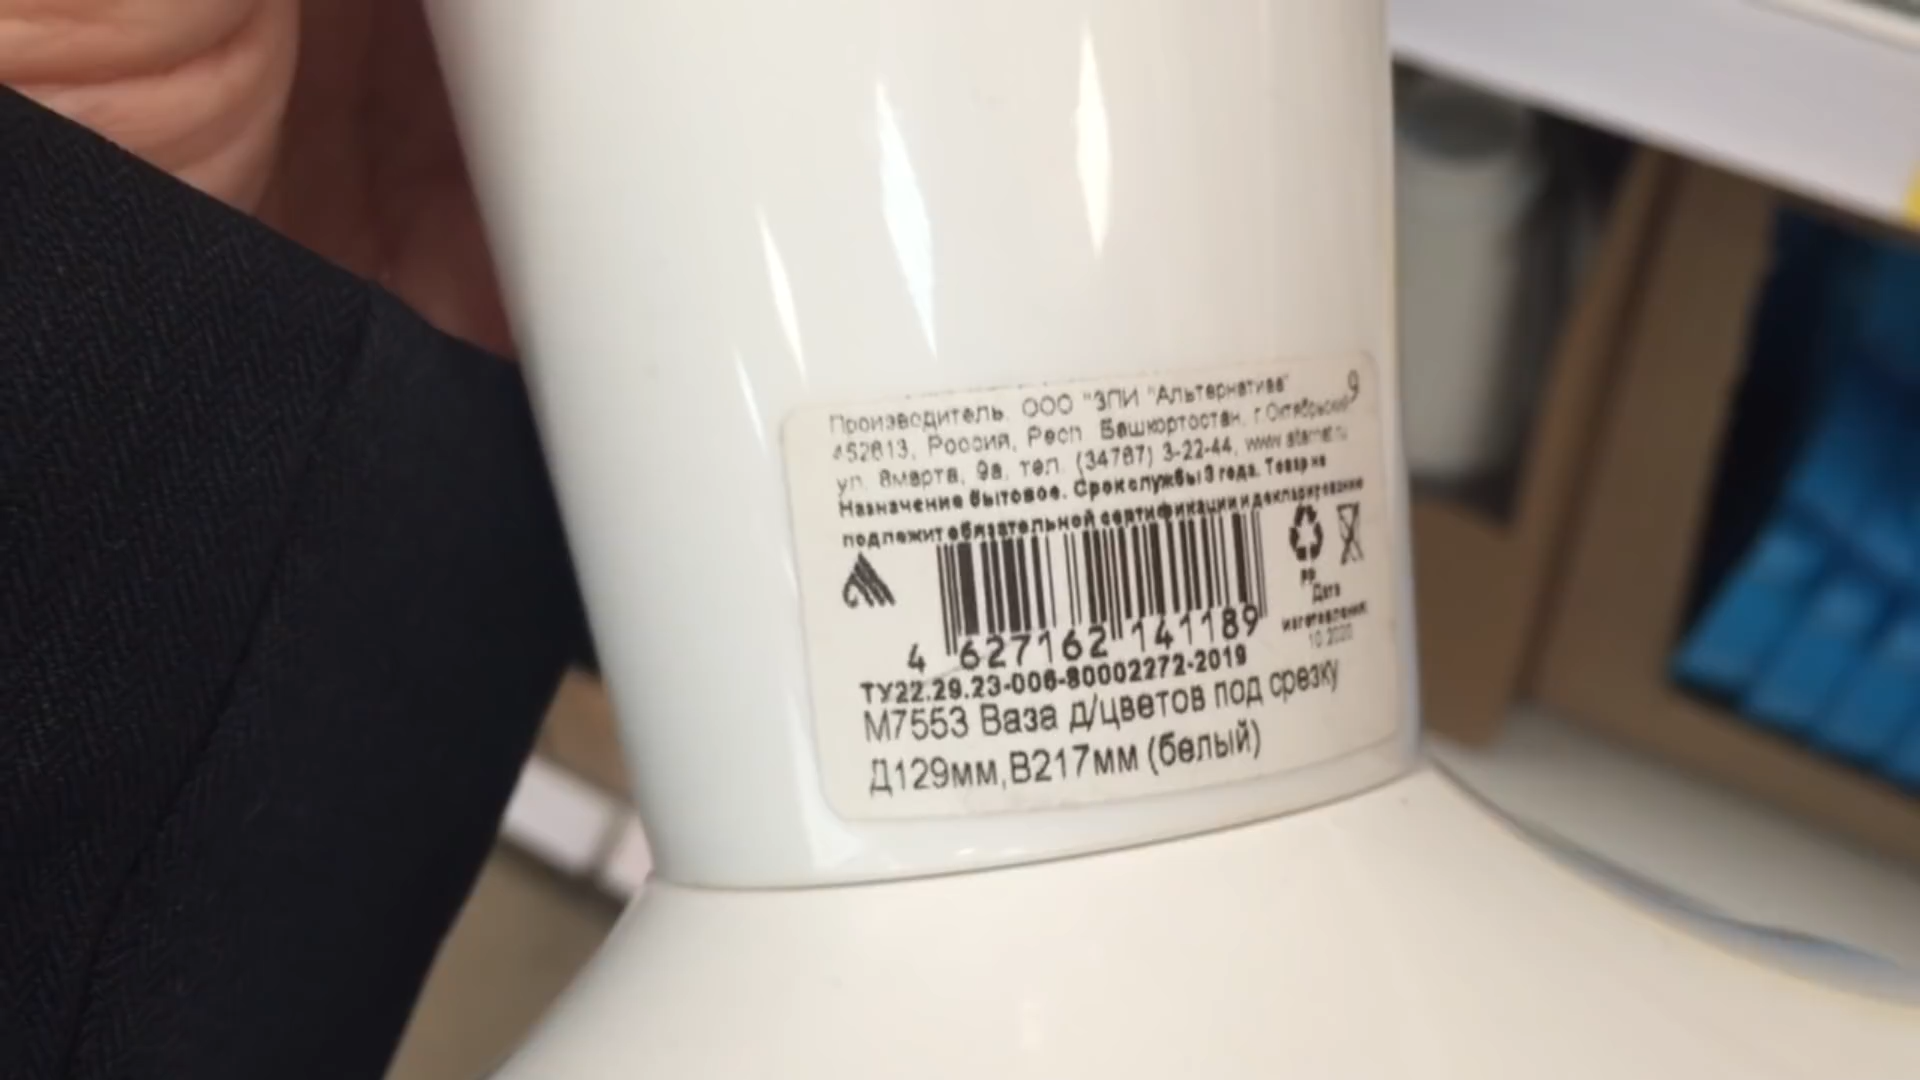 Производитель: ООО "ЗПИ "Альтернатива"
452613, Россия, Респ. Башкортостан, г.Октябрьский
9
ул. 8марта, 9а, тел. (34767) 3-22-44,
Назначение бытовое. Срок службы 3 года. Товар не
подлежит обязательной сертификации и декларированию
PP
Дата
изготовления:
10.2020
4 627162 141189
ТУ22.29.23-006-80002272-2019
М7553 Ваза д/цветов под срезку
Д129мм,В217мм (белый)